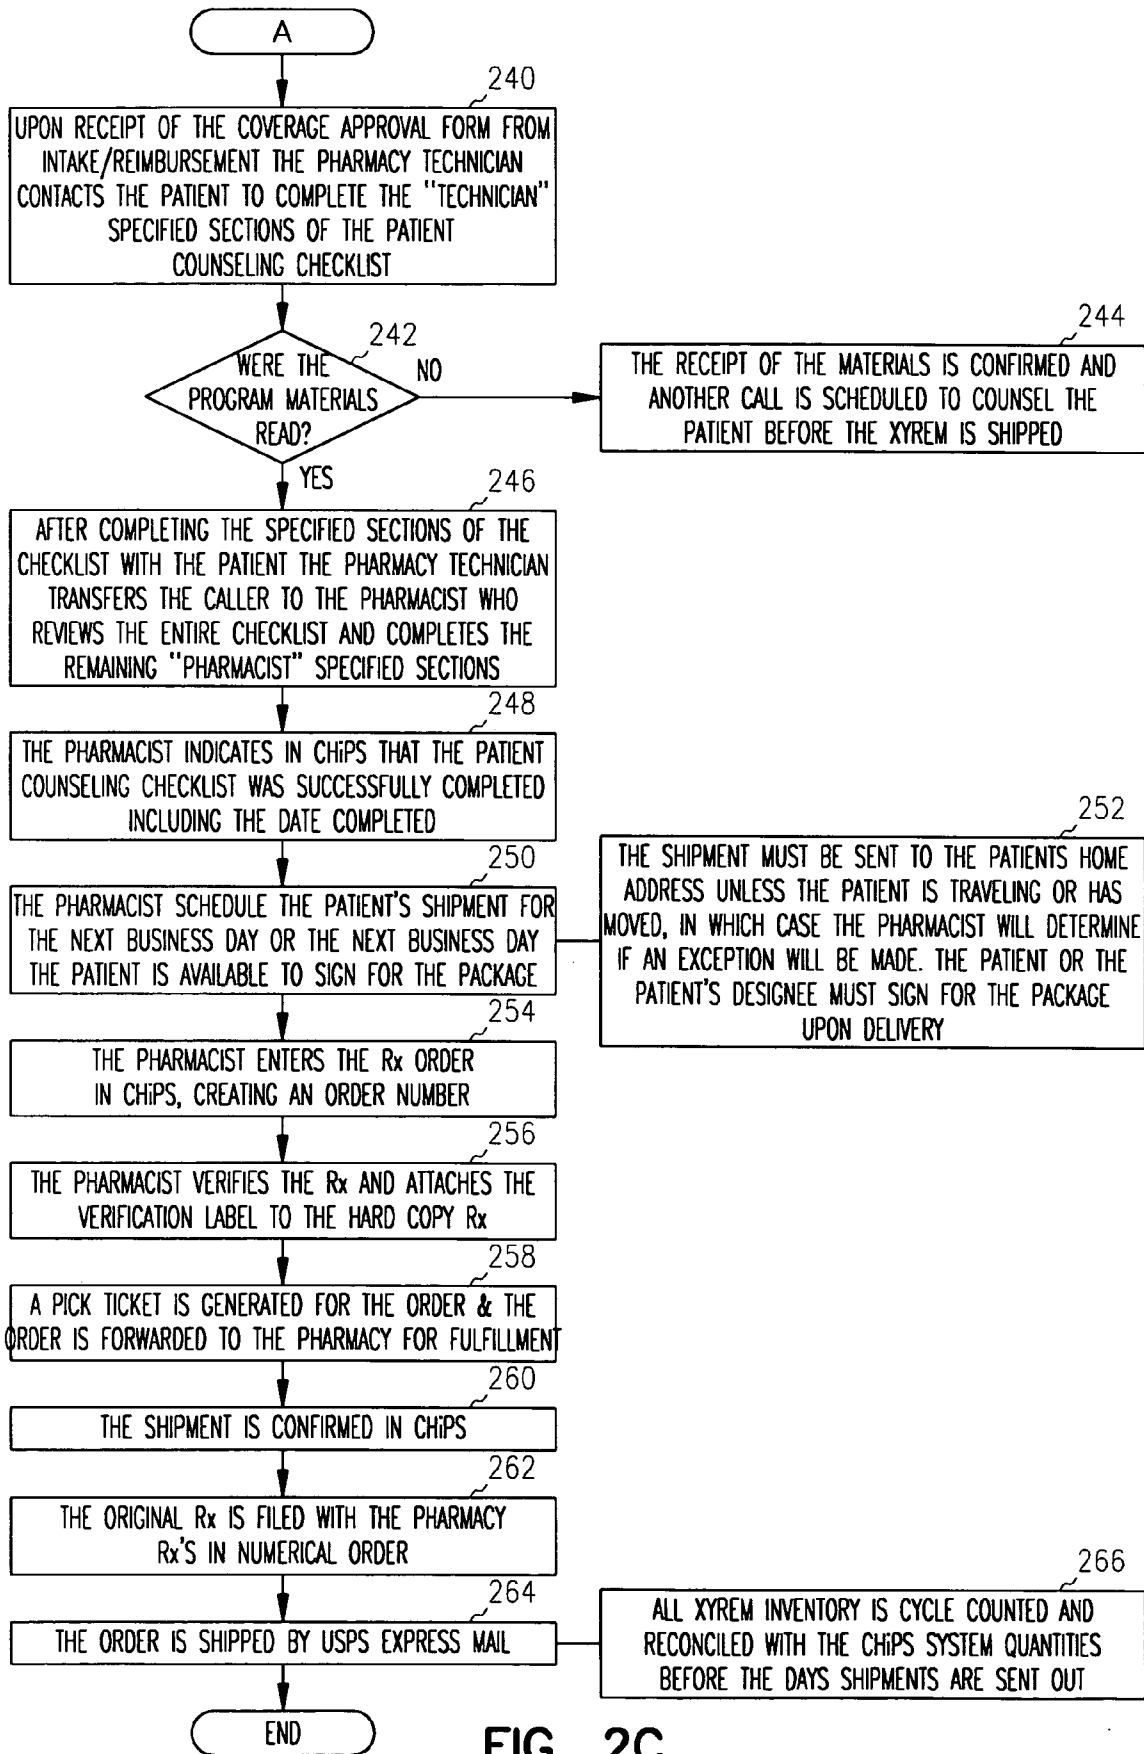 A
240
UPON RECEIPT OF THE COVERAGE APPROVAL FORM FROM
INTAKE/REIMBURSEMENT THE PHARMACY TECHNICIAN
CONTACTS THE PATIENT TO COMPLETE THE "TECHNICIAN"
SPECIFIED SECTIONS OF THE PATIENT
COUNSELING CHECKLIST
242
WERE THE
PROGRAM MATERIALS
READ?
NO
244
THE RECEIPT OF THE MATERIALS IS CONFIRMED AND
ANOTHER CALL IS SCHEDULED TO COUNSEL THE
PATIENT BEFORE THE XYREM IS SHIPPED
YES
246
AFTER COMPLETING THE SPECIFIED SECTIONS OF THE
CHECKLIST WITH THE PATIENT THE PHARMACY TECHNICIAN
TRANSFERS THE CALLER TO THE PHARMACIST WHO
REVIEWS THE ENTIRE CHECKLIST AND COMPLETES THE
REMAINING "PHARMACIST" SPECIFIED SECTIONS
248
THE PHARMACIST INDICATES IN CHiPS THAT THE PATIENT
COUNSELING CHECKLIST WAS SUCCESSFULLY COMPLETED
INCLUDING THE DATE COMPLETED
250
THE PHARMACIST SCHEDULE THE PATIENT'S SHIPMENT FOR
THE NEXT BUSINESS DAY OR THE NEXT BUSINESS DAY
THE PATIENT IS AVAILABLE TO SIGN FOR THE PACKAGE
252
THE SHIPMENT MUST BE SENT TO THE PATIENTS HOME
ADDRESS UNLESS THE PATIENT IS TRAVELING OR HAS
MOVED, IN WHICH CASE THE PHARMACIST WILL DETERMINE
IF AN EXCEPTION WILL BE MADE. THE PATIENT OR THE
PATIENT'S DESIGNEE MUST SIGN FOR THE PACKAGE
UPON DELIVERY
254
THE PHARMACIST ENTERS THE Rx ORDER
IN CHiPS, CREATING AN ORDER NUMBER
256
THE PHARMACIST VERIFIES THE Rx AND ATTACHES THE
VERIFICATION LABEL TO THE HARD COPY Rx
258
A PICK TICKET IS GENERATED FOR THE ORDER & THE
ORDER IS FORWARDED TO THE PHARMACY FOR FULFILLMENT
260
THE SHIPMENT IS CONFIRMED IN CHiPS
262
THE ORIGINAL Rx IS FILED WITH THE PHARMACY
Rx'S IN NUMERICAL ORDER
264
THE ORDER IS SHIPPED BY USPS EXPRESS MAIL
266
ALL XYREM INVENTORY IS CYCLE COUNTED AND
RECONCILED WITH THE CHiPS SYSTEM QUANTITIES
BEFORE THE DAYS SHIPMENTS ARE SENT OUT
END
FIG. 2C